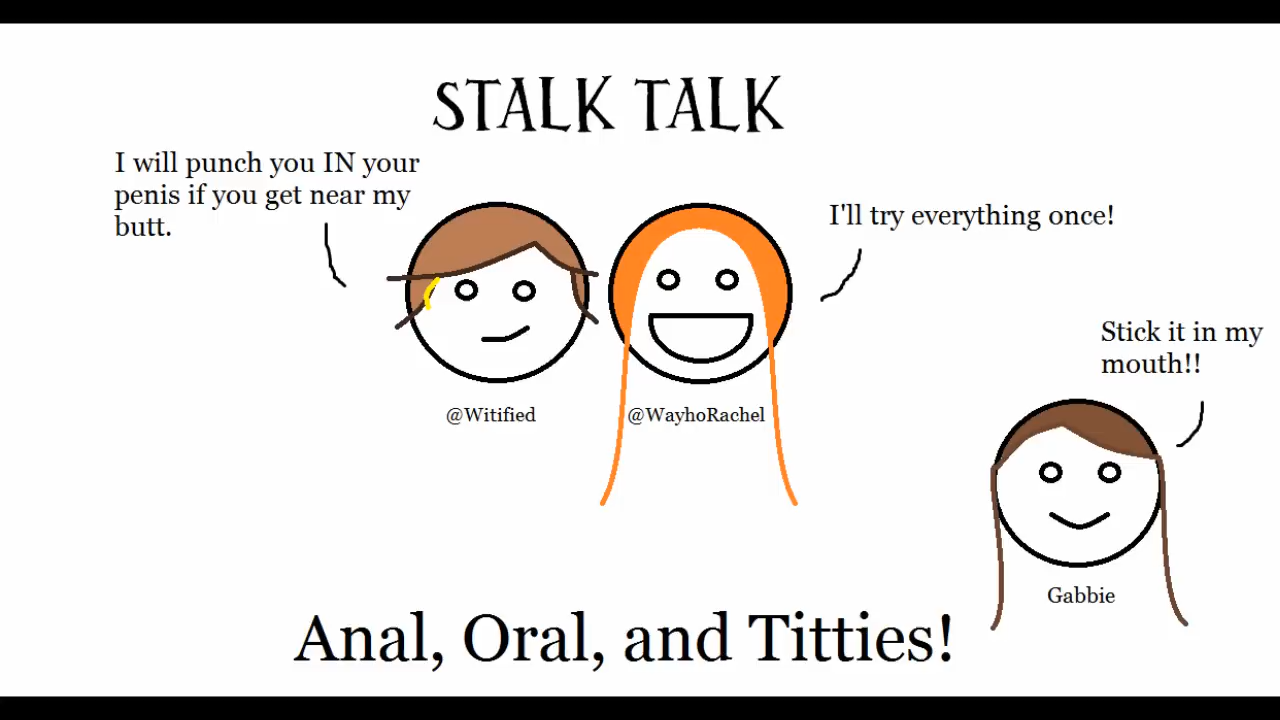 STALK TALK
I will punch you IN your
penis if you get near my
butt.
I'll try everything once!
Stick it in my
mouth!!
@Witified
@WayhoRachel
Gabbie
Anal, Oral, and Titties!